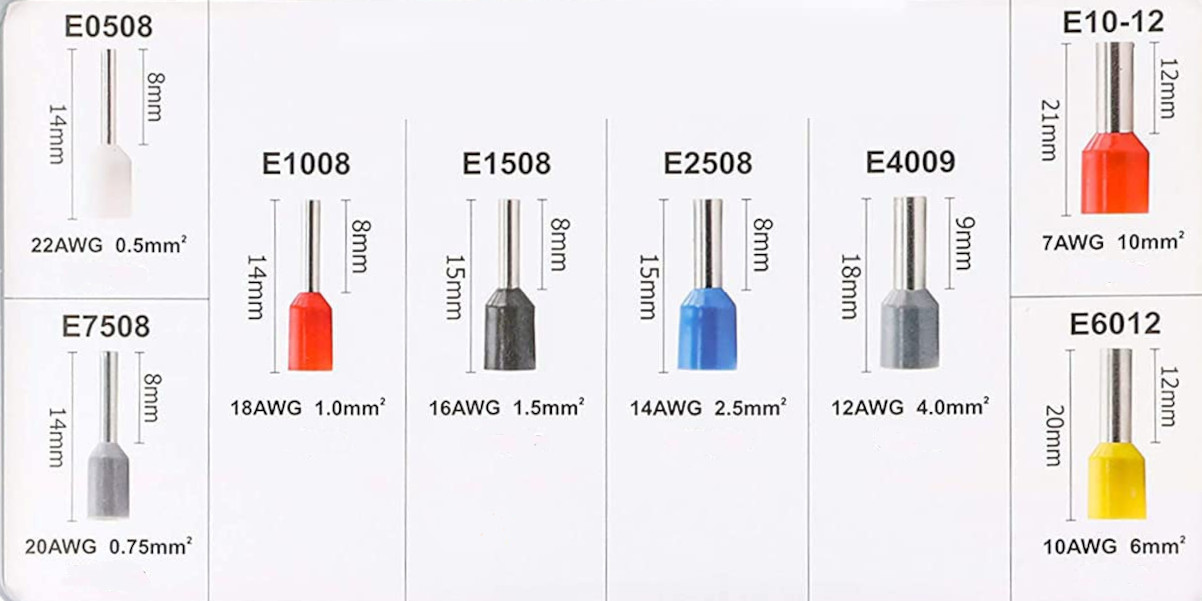 E0508
14mm
8mm
22AWG 0.5mm²
E7508
14mm
8mm
20AWG 0.75mm²
E1008
14mm
8mm
18AWG 1.0mm²
E1508
15mm
8mm
16AWG 1.5mm²
E2508
15mm
8mm
14AWG 2.5mm²
E4009
18mm
9mm
12AWG 4.0mm²
E10-12
21mm
12mm
7AWG 10mm²
E6012
20mm
12mm
10AWG 6mm²